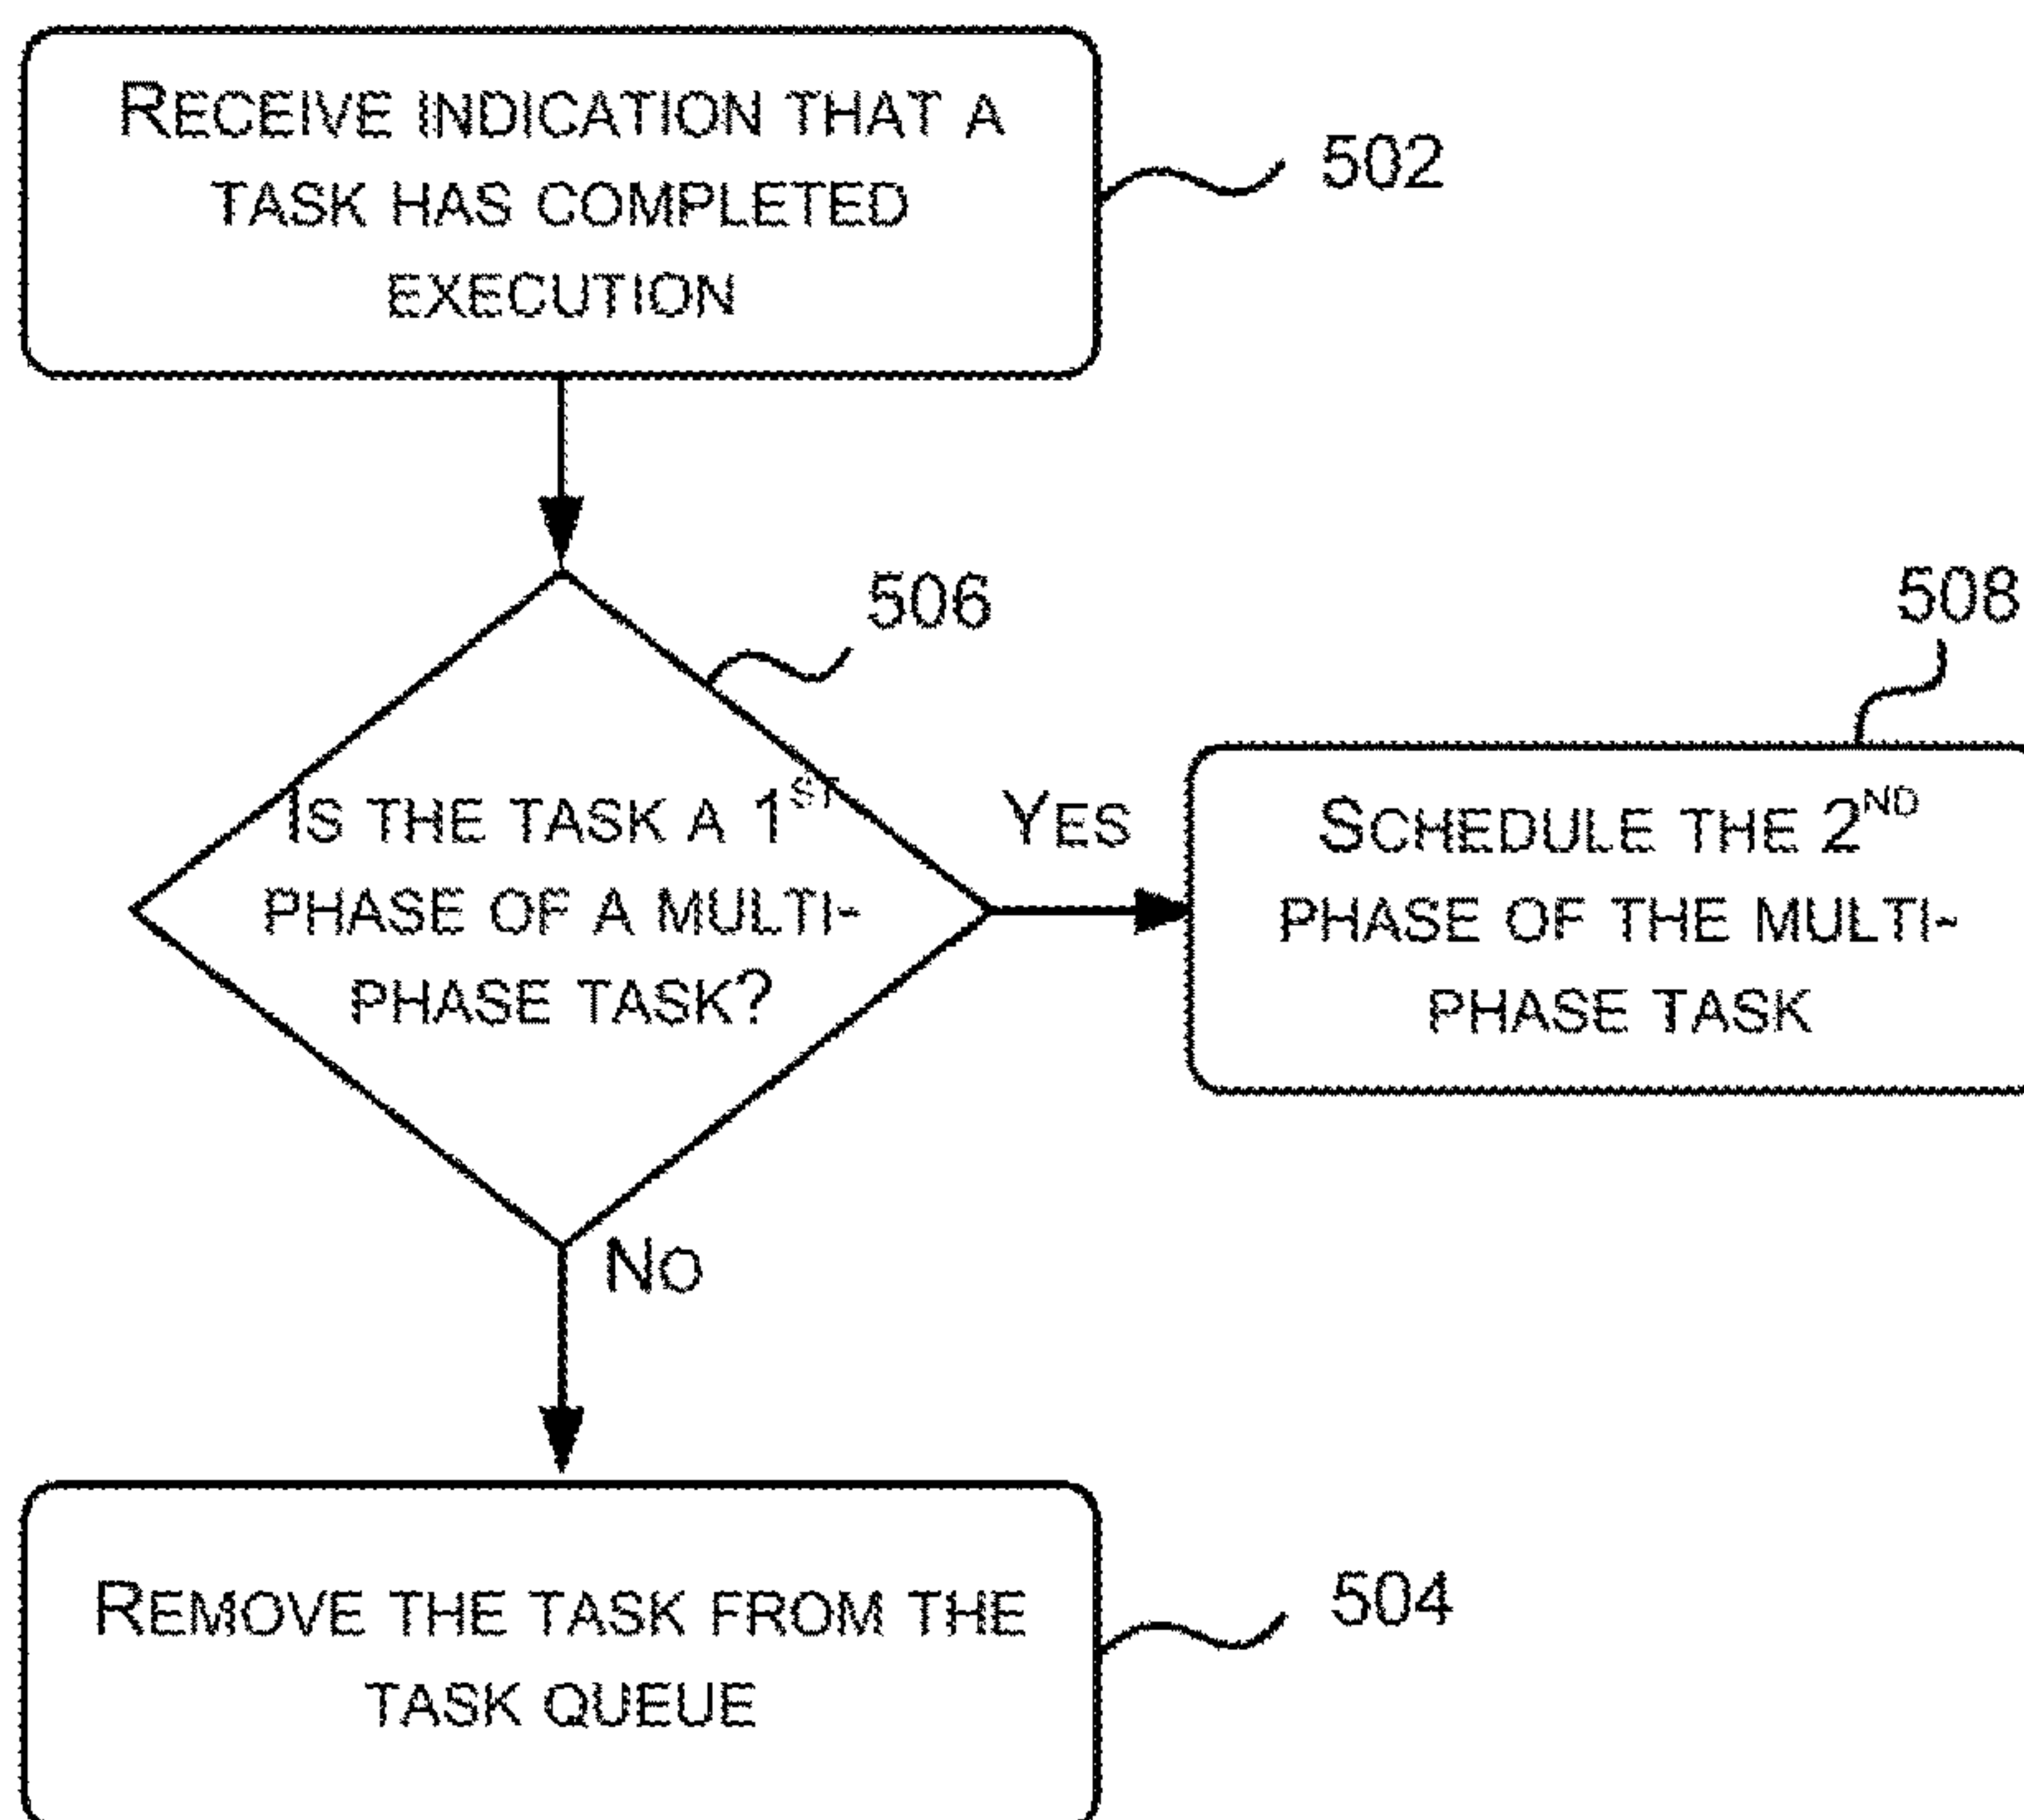 RECEIVE INDICATION THAT A
TASK HAS COMPLETED
EXECUTION
502
506
508
IS THE TASK A 1ST
PHASE OF A MULTI-
PHASE TASK?
YES
SCHEDULE THE 2ND
PHASE OF THE MULTI-
PHASE TASK
NO
REMOVE THE TASK FROM THE
TASK QUEUE
504